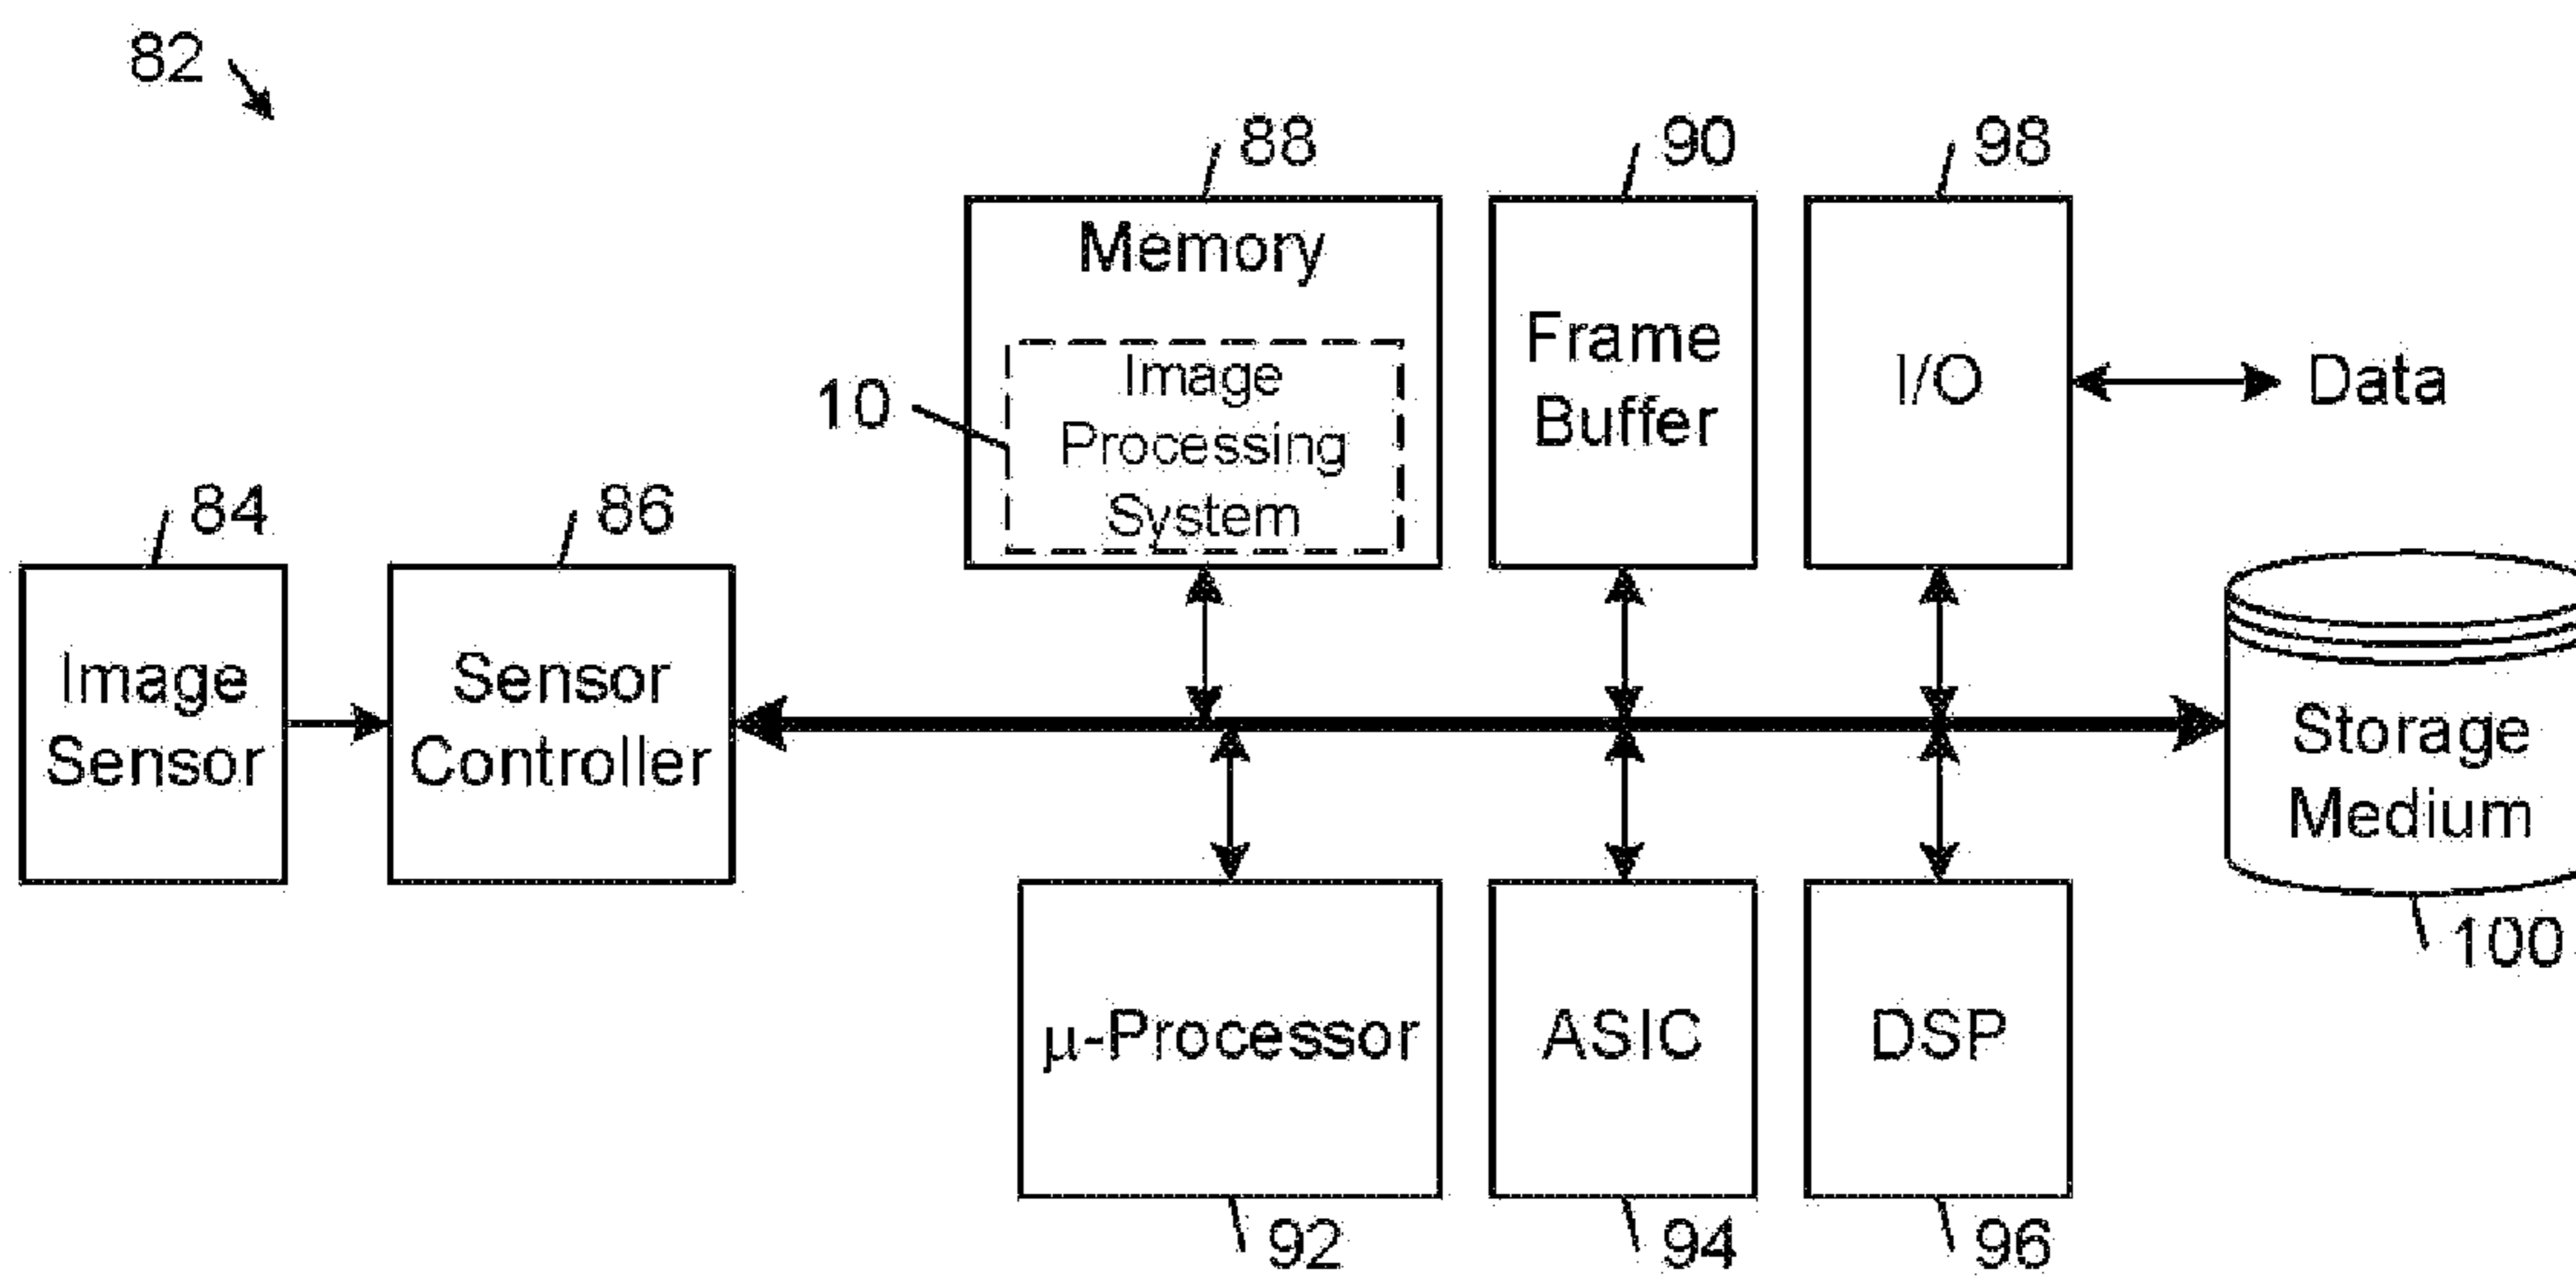 82
88
90
98
Memory
Image
Processing
System
10
Frame
Buffer
I/O
Data
84
86
Image
Sensor
Sensor
Controller
Storage
Medium
100
μ-Processor
ASIC
DSP
92
94
96